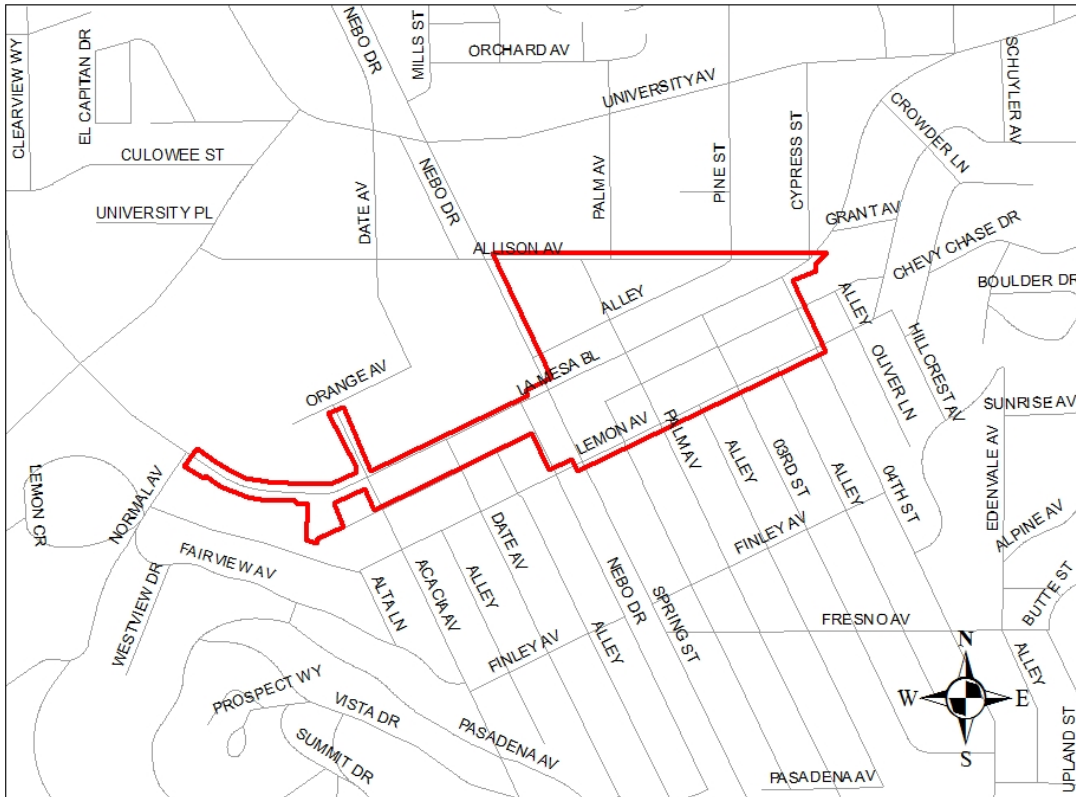 NEBO DR
MILLS ST
ORCHARD AV
CLEARVIEW WY
EL CAPITAN DR
SCHUYLER AV
UNIVERSITY AV
CROWDER LN
CULOWEE ST
NEBO DR
PALM AV
PINE ST
CYPRESS ST
DATE AV
UNIVERSITY PL
GRANT AV
ALLISON AV
CHEVY CHASE DR
BOULDER DR
ALLEY
ALLEY
LA MESA BL
OLIVER LN
HILLCREST AV
ORANGE AV
SUNRISE AV
LEMON AV
PALM AV
ALLEY
03RD ST
ALLEY
04TH ST
LEMON CR
NORMAL AV
EDENVALE AV
ALPINE AV
FAIRVIEW AV
DATE AV
FINLEY AV
WESTVIEW DR
ALTA LN
ACACIA AV
ALLEY
NEBO DR
SPRING ST
BUTTE ST
FRESNO AV
FINLEY AV
ALLEY
ALLEY
N
W
E
S
PROSPECT WY
VISTA DR
SUMMIT DR
PASADENA AV
PASADENA AV
UPLAND ST